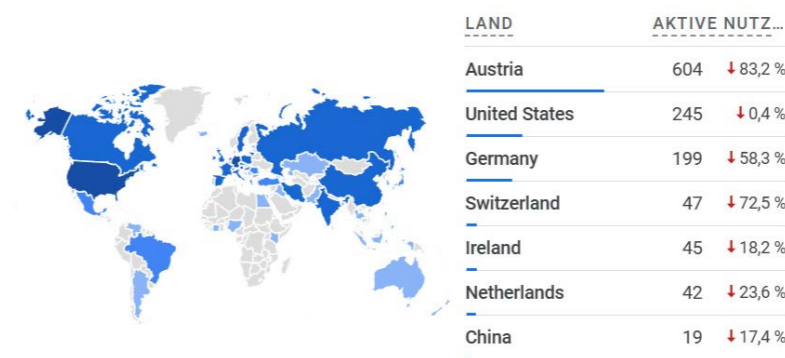 LAND AKTIVE NUTZ...
Austria 604 ↓ 83,2 %
United States 245 ↓ 0,4 %
Germany 199 ↓ 58,3 %
Switzerland 47 ↓ 72,5 %
Ireland 45 ↓ 18,2 %
Netherlands 42 ↓ 23,6 %
China 19 ↓ 17,4 %